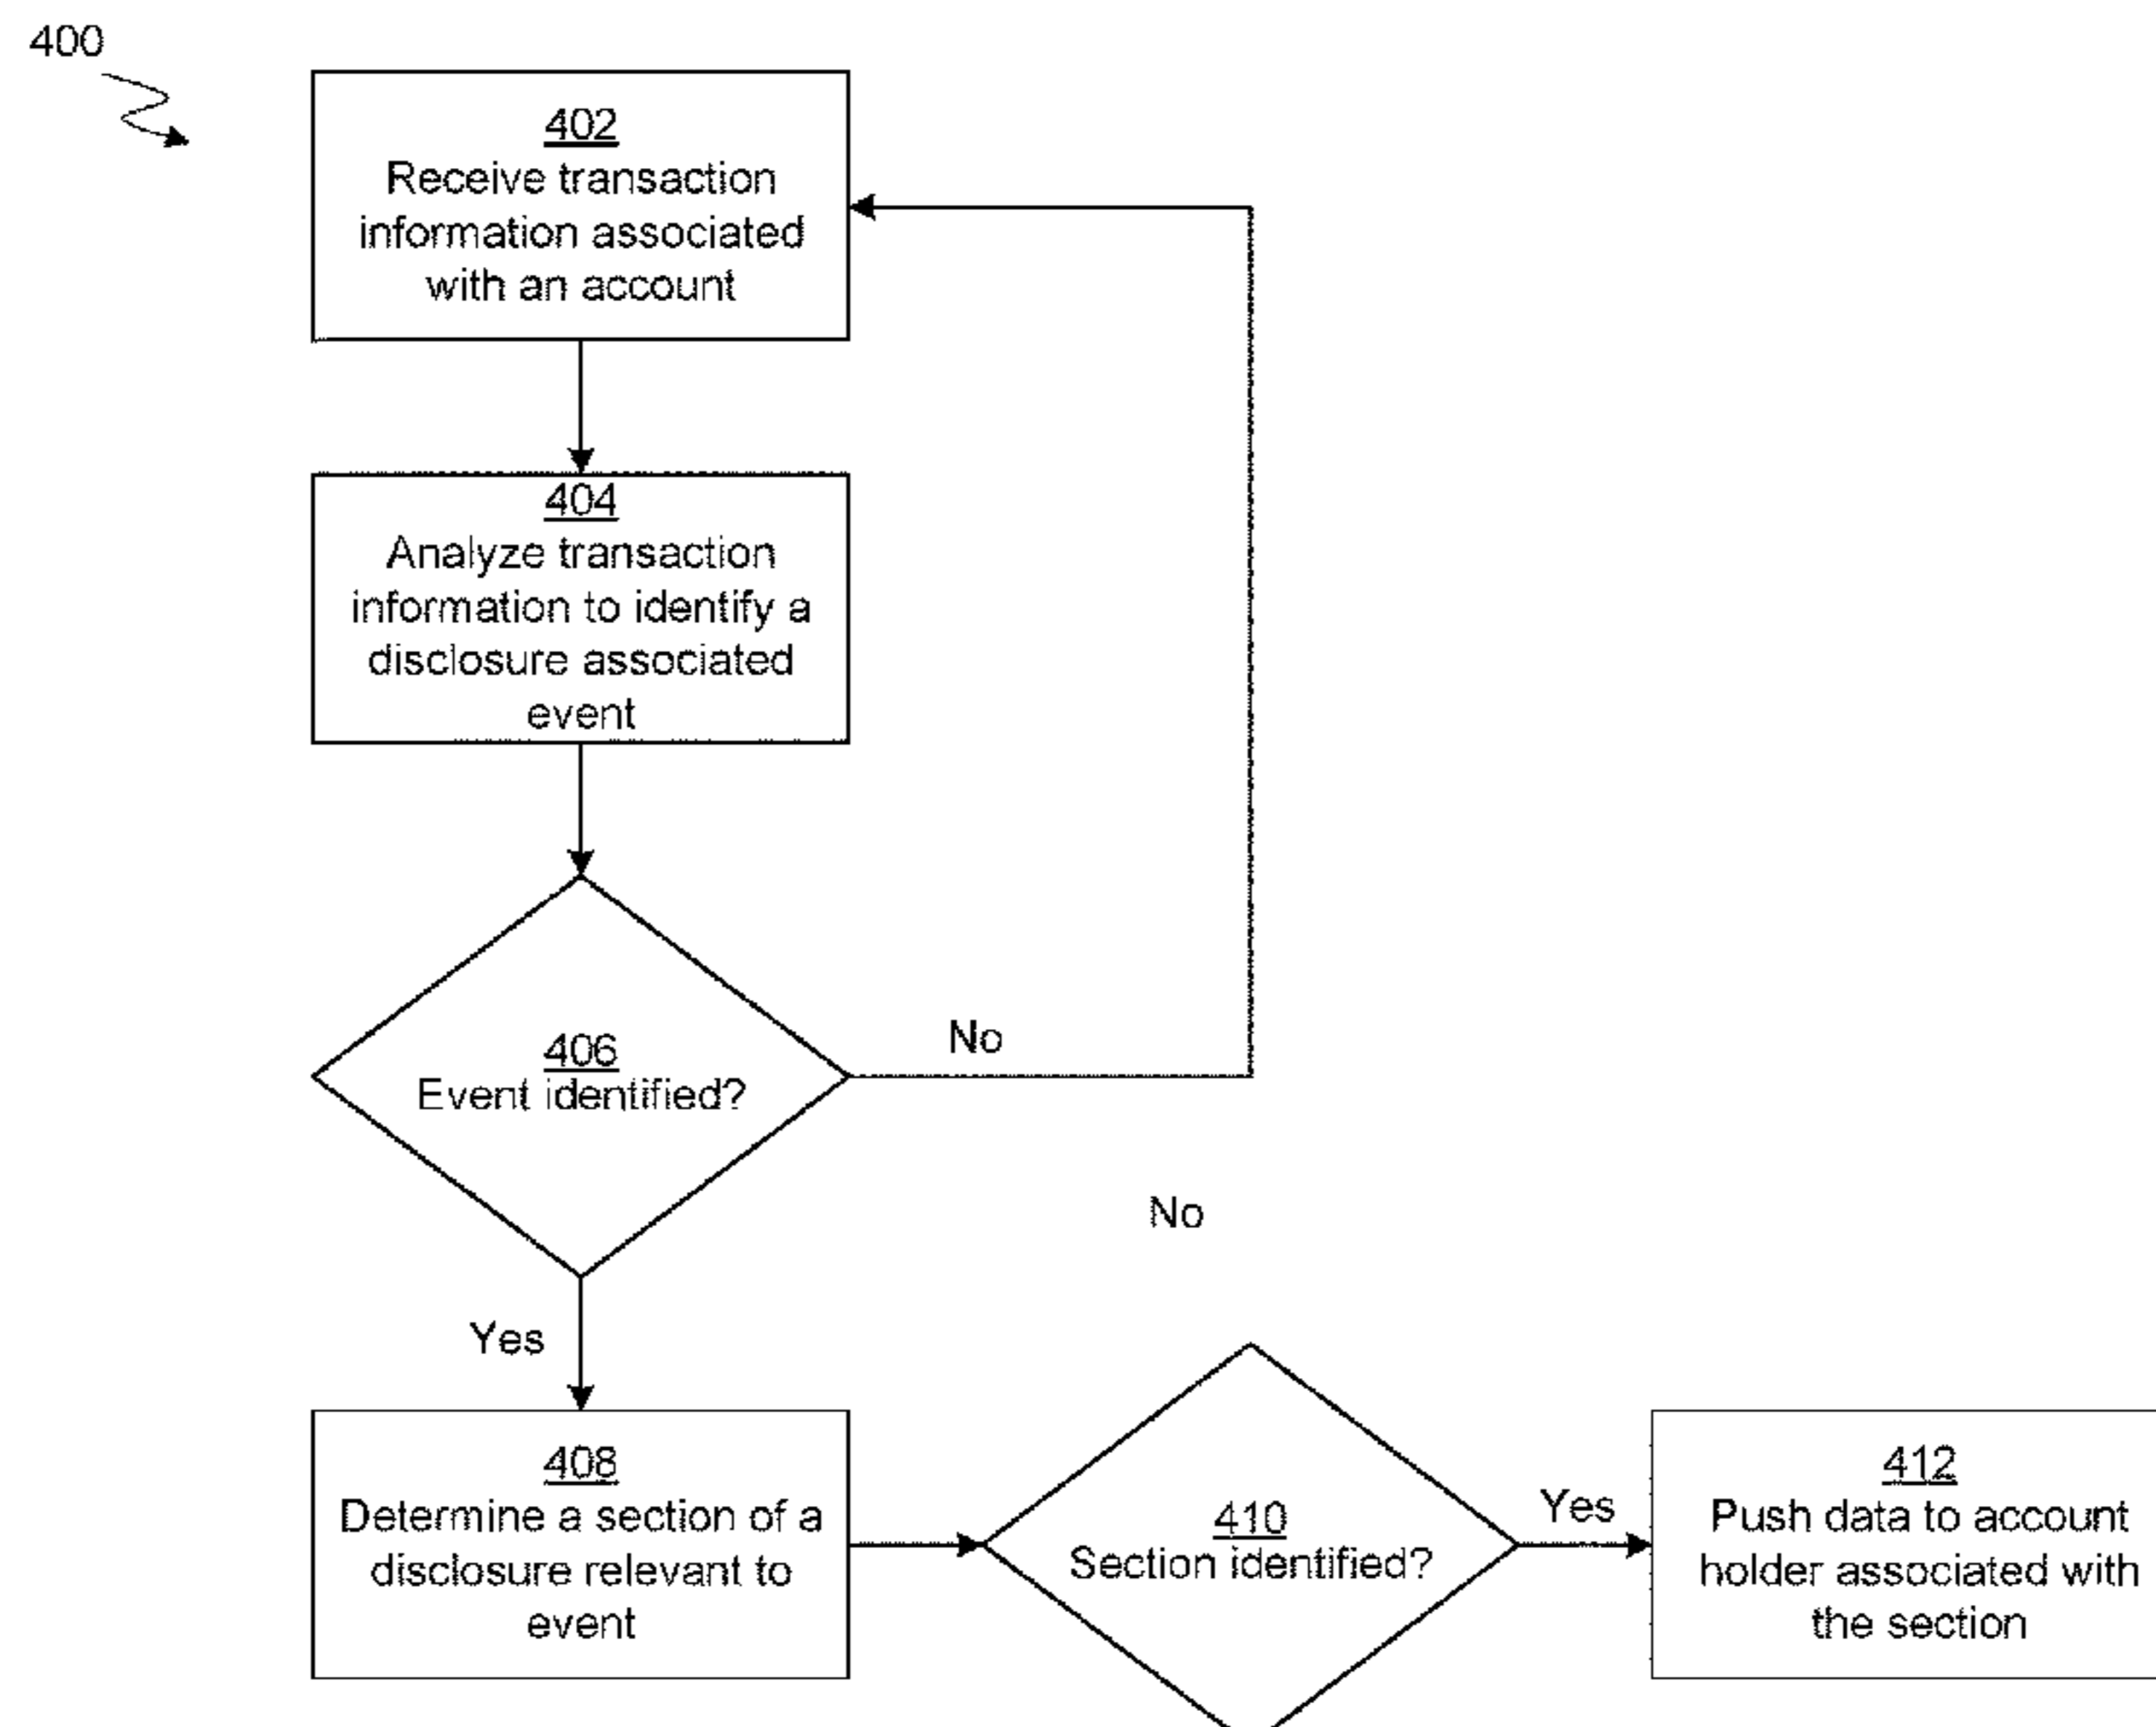 400
402
Receive transaction
information associated
with an account
404
Analyze transaction
information to identify a
disclosure associated
event
406
Event identified?
No
No
Yes
408
Determine a section of a
disclosure relevant to
event
410
Section identified?
Yes
412
Push data to account
holder associated with
the section